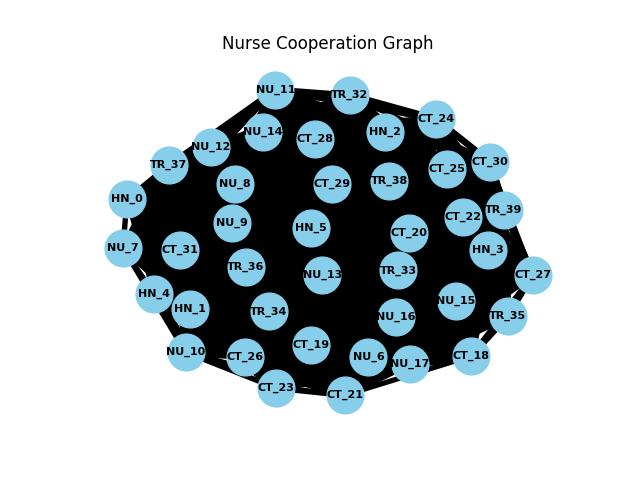 Nurse Cooperation Graph
NU_11
TR_32
CT_24
NU_14
HN_2
CT_28
NU_12
CT_30
TR_37
CT_25
TR_38
NU_8
CT_29
HN_0
TR_39
CT_22
NU_9
HN_5
CT_20
NU_7
CT_31
HN_3
TR_36
TR_33
NU_13
CT_27
HN_4
NU_15
HN_1
TR_34
NU_16
TR_35
CT_19
NU_10
CT_26
NU_6
CT_18
NU_17
CT_23
CT_21